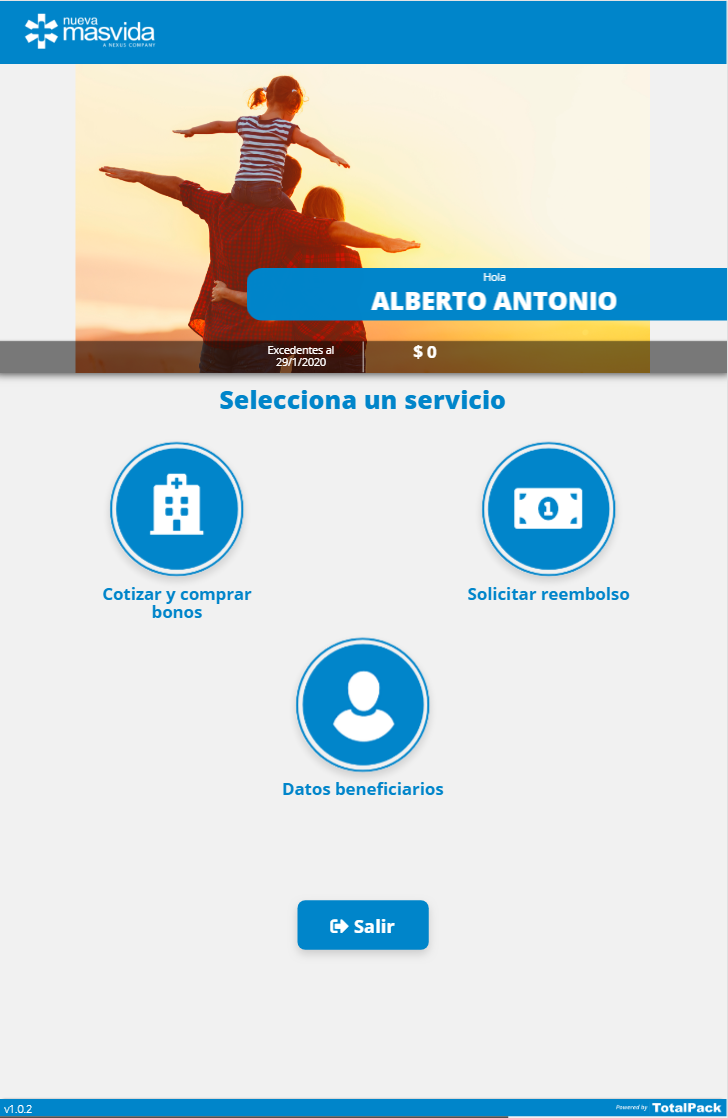 nueva
masvida
A NEXUS COMPANY
Hola
ALBERTO ANTONIO
Excedentes al
29/1/2020
$ 0
Selecciona un servicio
1
Cotizar y comprar
bonos
Solicitar reembolso
Datos beneficiarios
Salir
v1.0.2
Powered by TotalPack